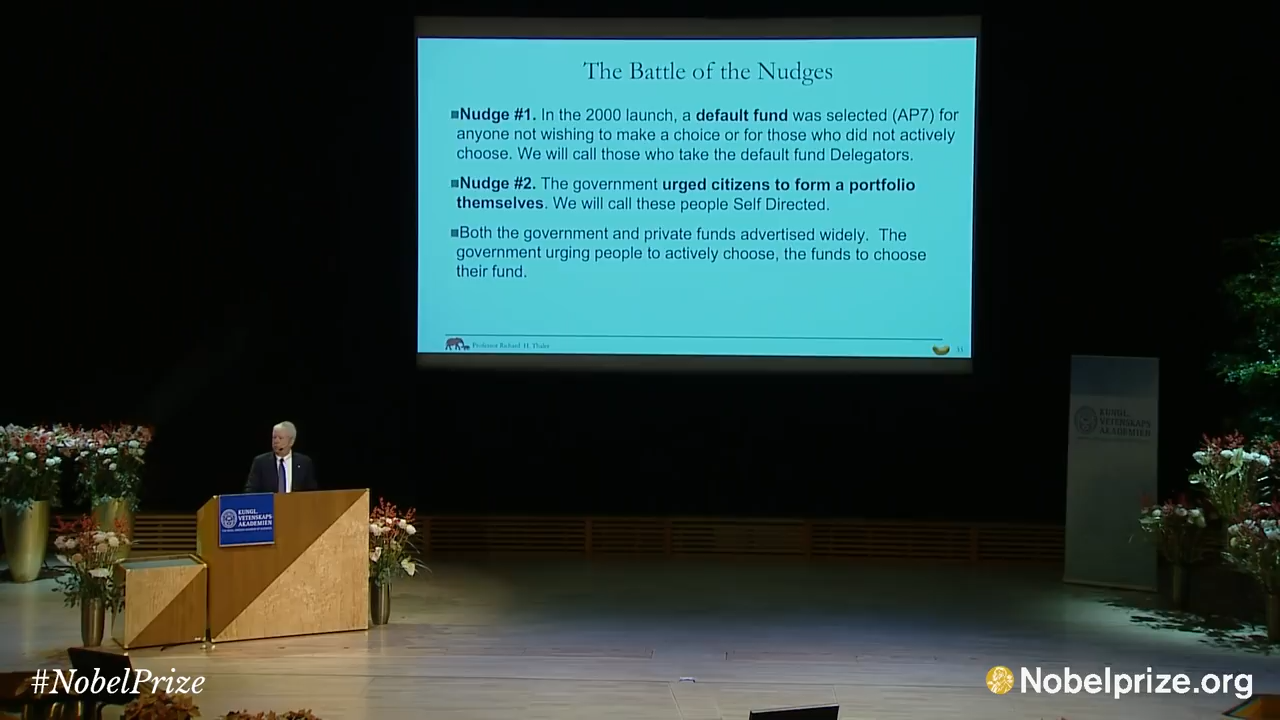 The Battle of the Nudges
Nudge #1. In the 2000 launch, a default fund was selected (AP7) for
anyone not wishing to make a choice or for those who did not actively
choose. We will call those who take the default fund Delegators.
Nudge #2. The government urged citizens to form a portfolio
themselves. We will call these people Self Directed.
Both the government and private funds advertised widely. The
government urging people to actively choose, the funds to choose
their fund.
Professor Richard H. Thaler
KUNGL.
VETENSKAPS
AKADEMIEN
KUNGL.
VETENSKAPS
AKADEMIEN
#NobelPrize
Nobelprize.org